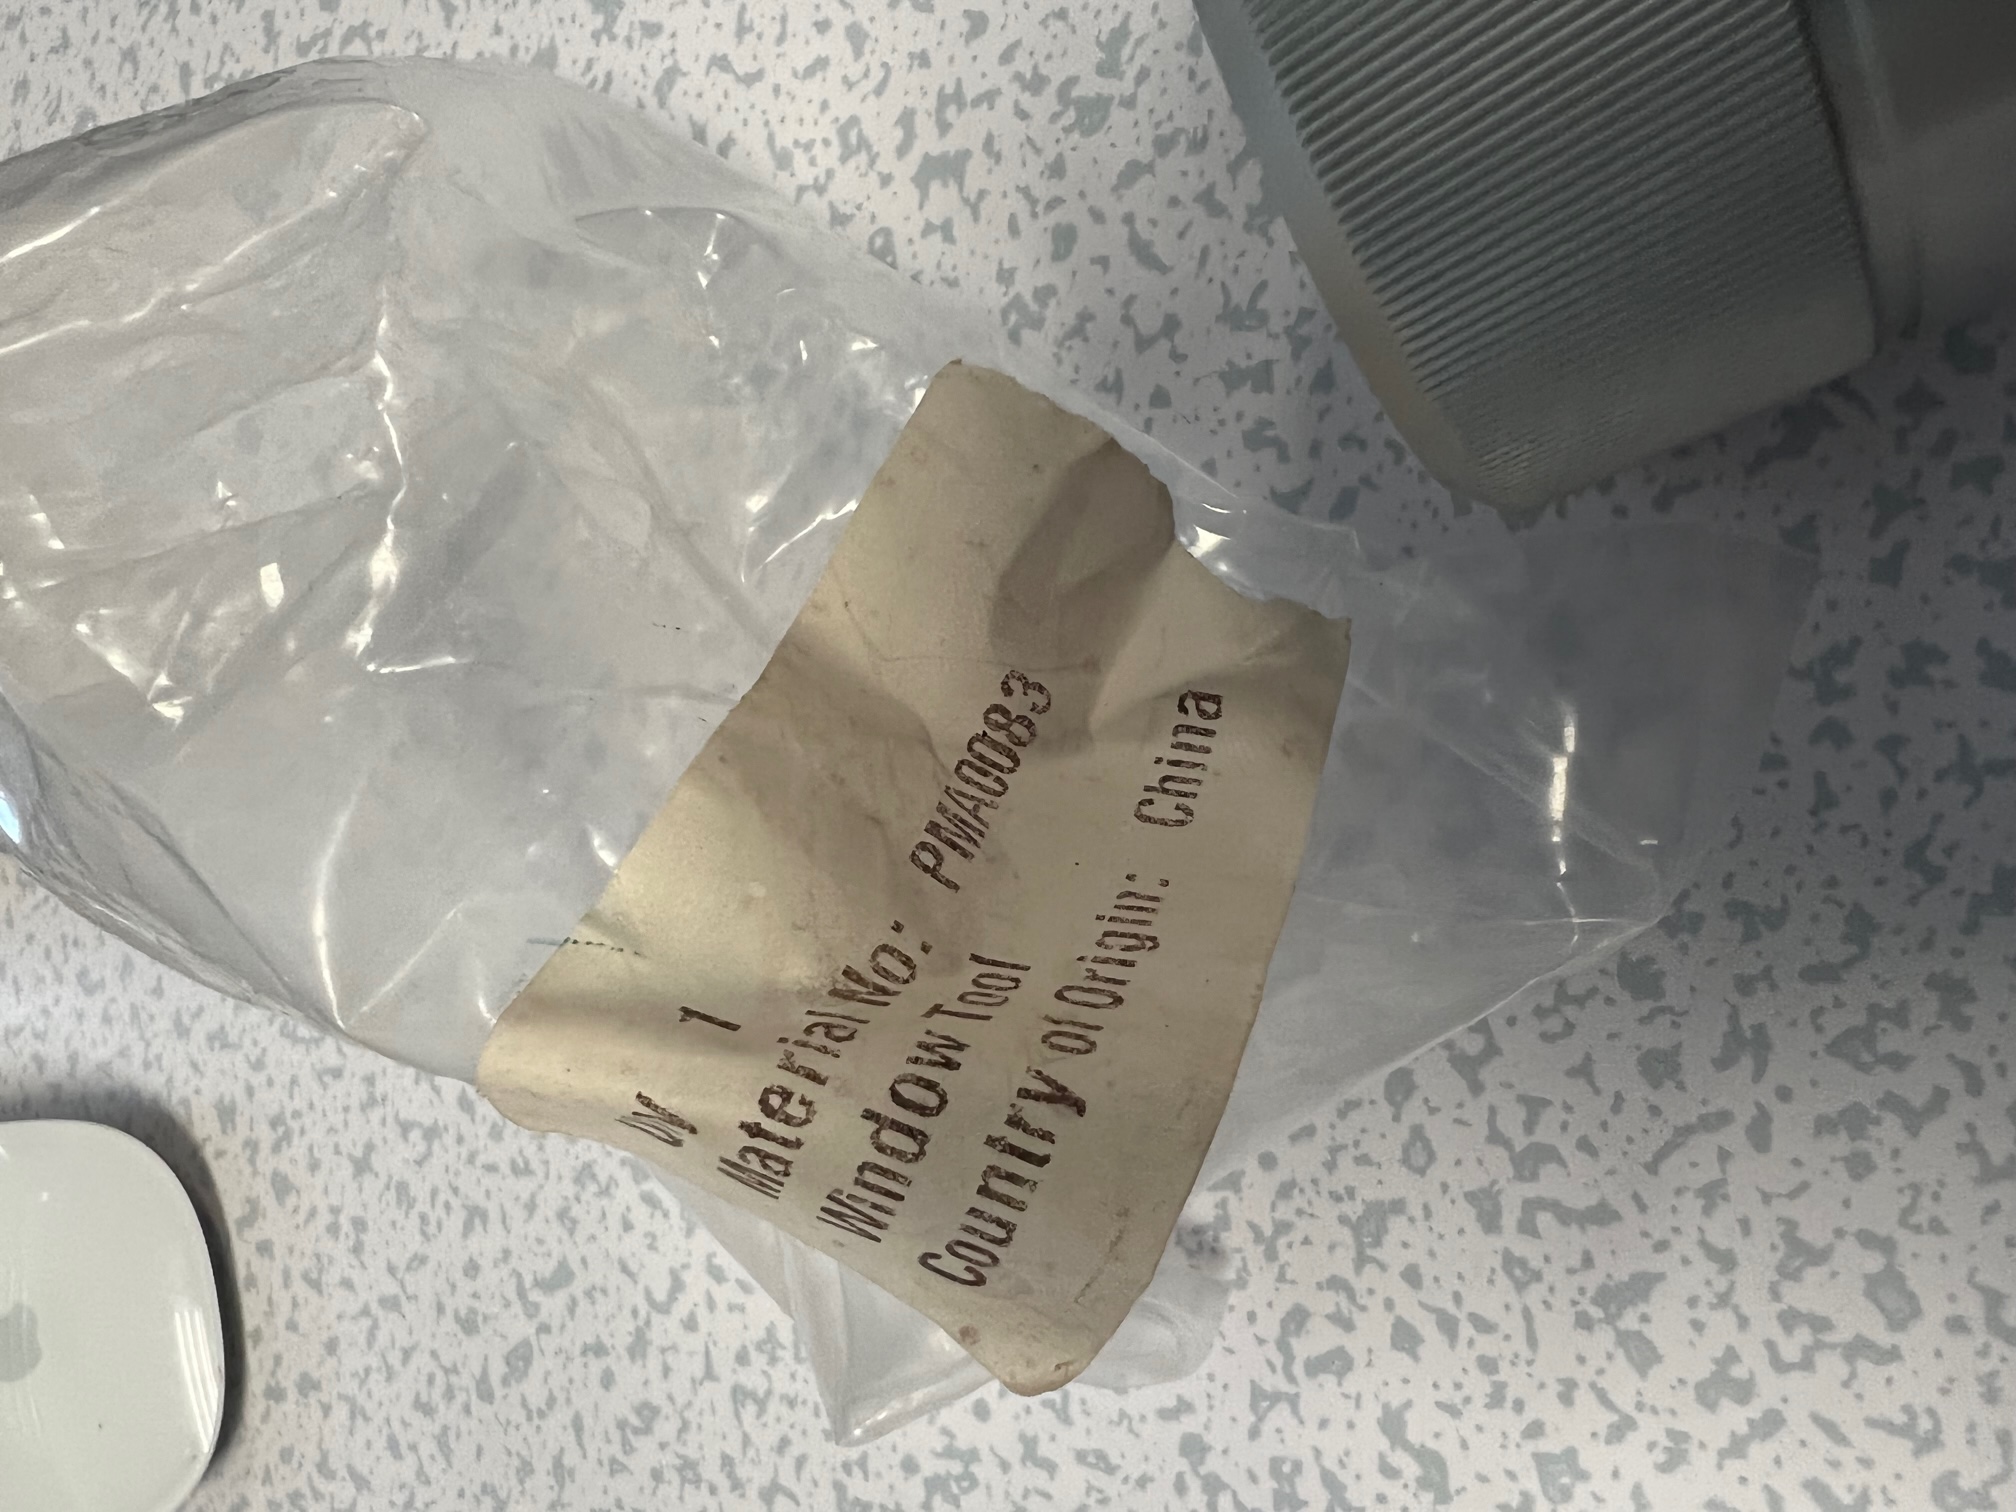 1
Material No: PMA0083
Window Tool
Country of Origin: China